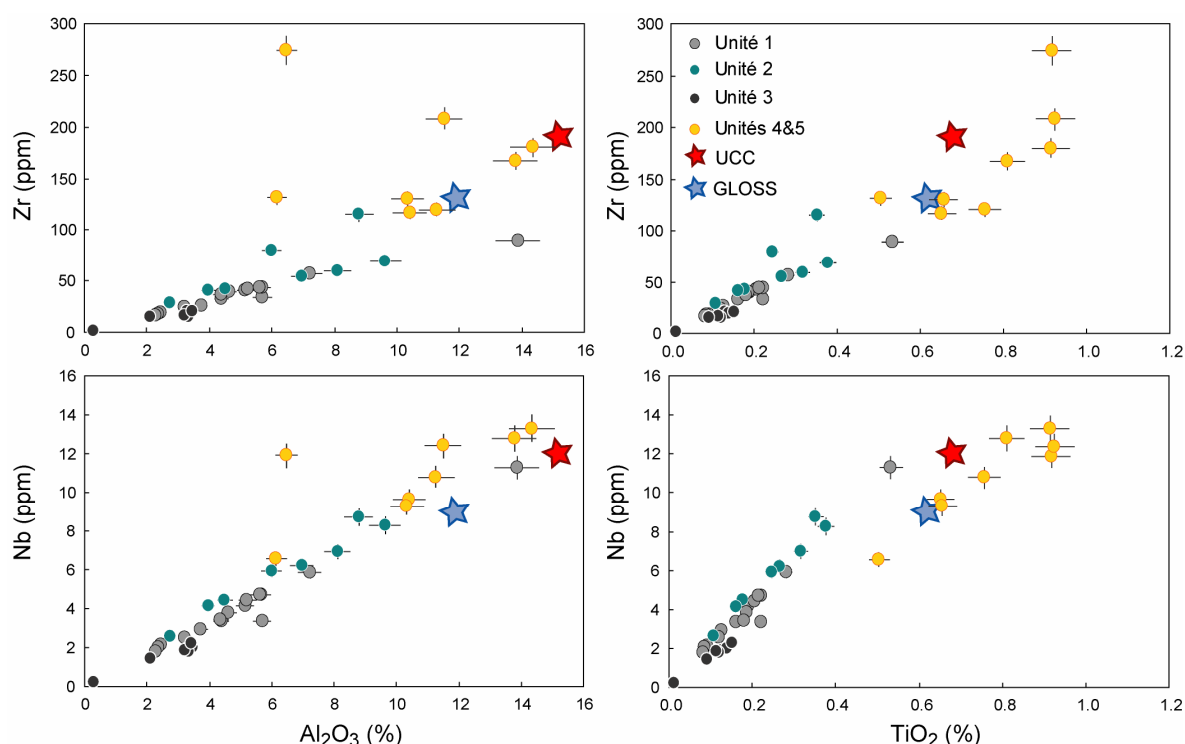 300
250
200
150
100
50
0
Zr (ppm)
0 2 4 6 8 10 12 14 16
300
250
200
150
100
50
0
Zr (ppm)
0.0 0.2 0.4 0.6 0.8 1.0 1.2
Unité 1
Unité 2
Unité 3
Unités 4&5
UCC
GLOSS
16
14
12
10
8
6
4
2
0
Nb (ppm)
0 2 4 6 8 10 12 14 16
Al2O3 (%)
16
14
12
10
8
6
4
2
0
Nb (ppm)
0.0 0.2 0.4 0.6 0.8 1.0 1.2
TiO2 (%)